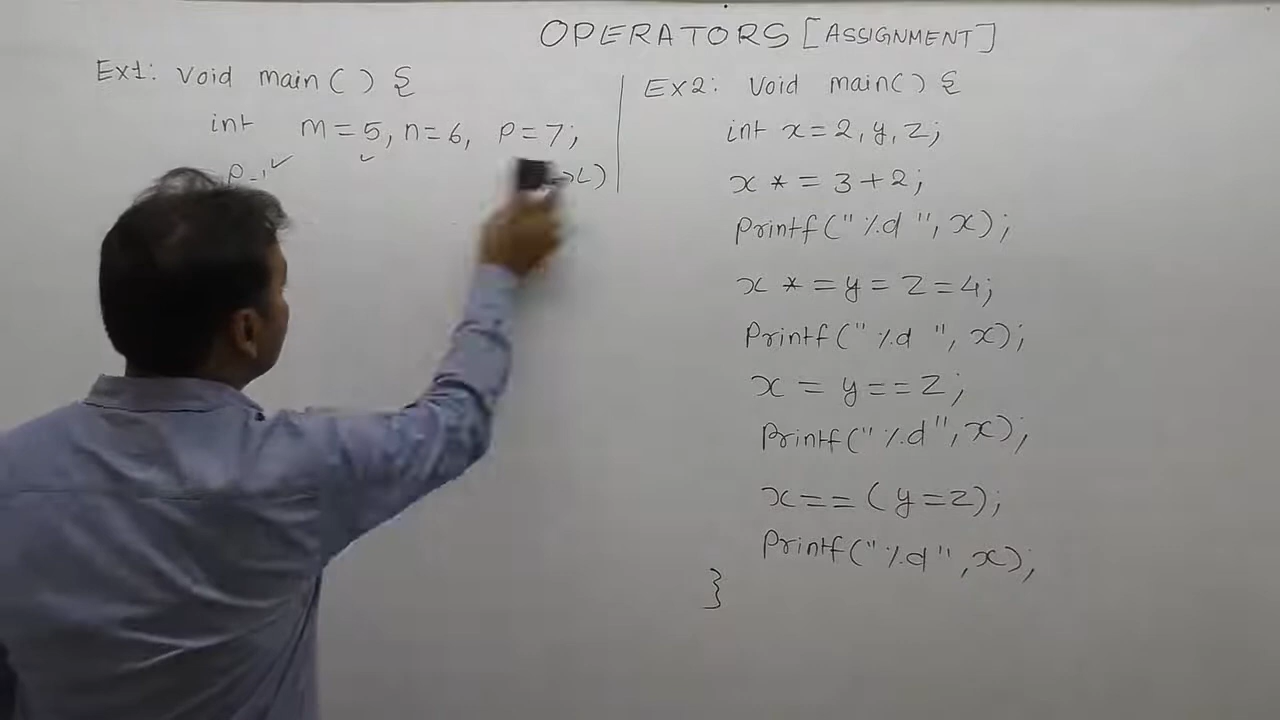 OPERATORS [ASSIGNMENT]
Ex1: void main( ) {
int m = 5, n=6, p = 7;
Ex2: void main( ) {
int x = 2, y, z;
x * = 3 + 2;
Printf("%d ", x);
x * = y = z = 4;
Printf("%d ", x);
x = y == z;
Printf("%d", x);
x == ( y = z);
Printf("%d", x);
}